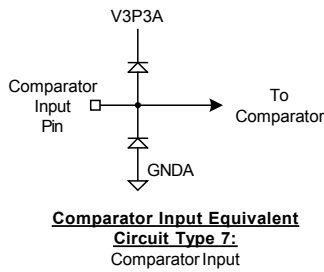 V3P3A
Comparator
Input
Pin
To
Comparator
GNDA
Comparator Input Equivalent
Circuit Type 7:
Comparator Input